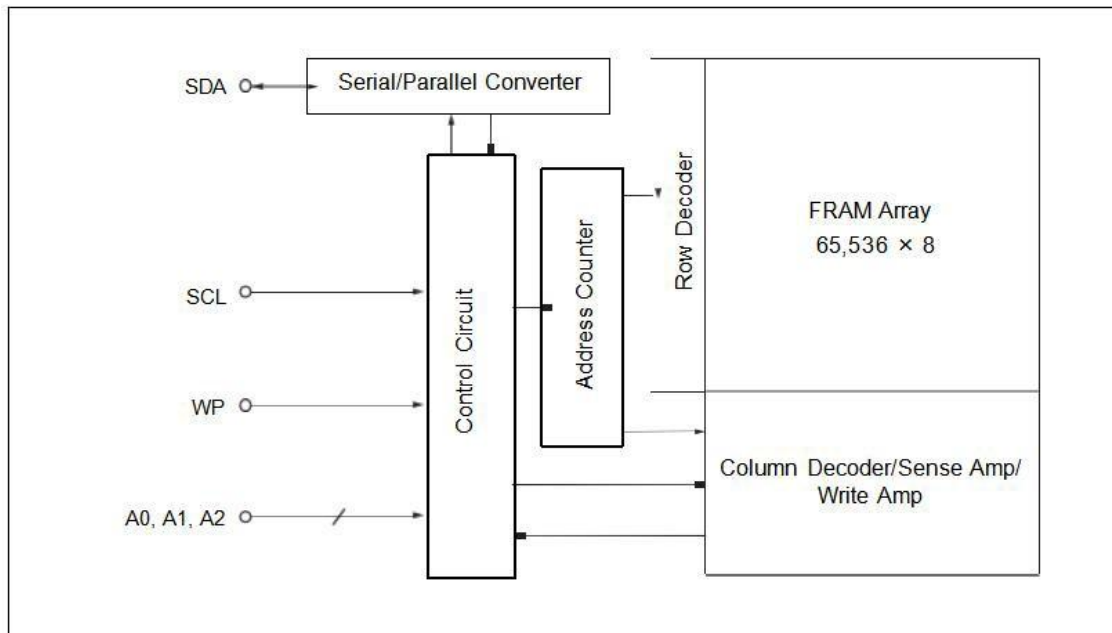 SDA
Serial/Parallel Converter
SCL
WP
A0, A1, A2
Control Circuit
Address Counter
Row Decoder
FRAM Array
65,536 × 8
Column Decoder/Sense Amp/
Write Amp